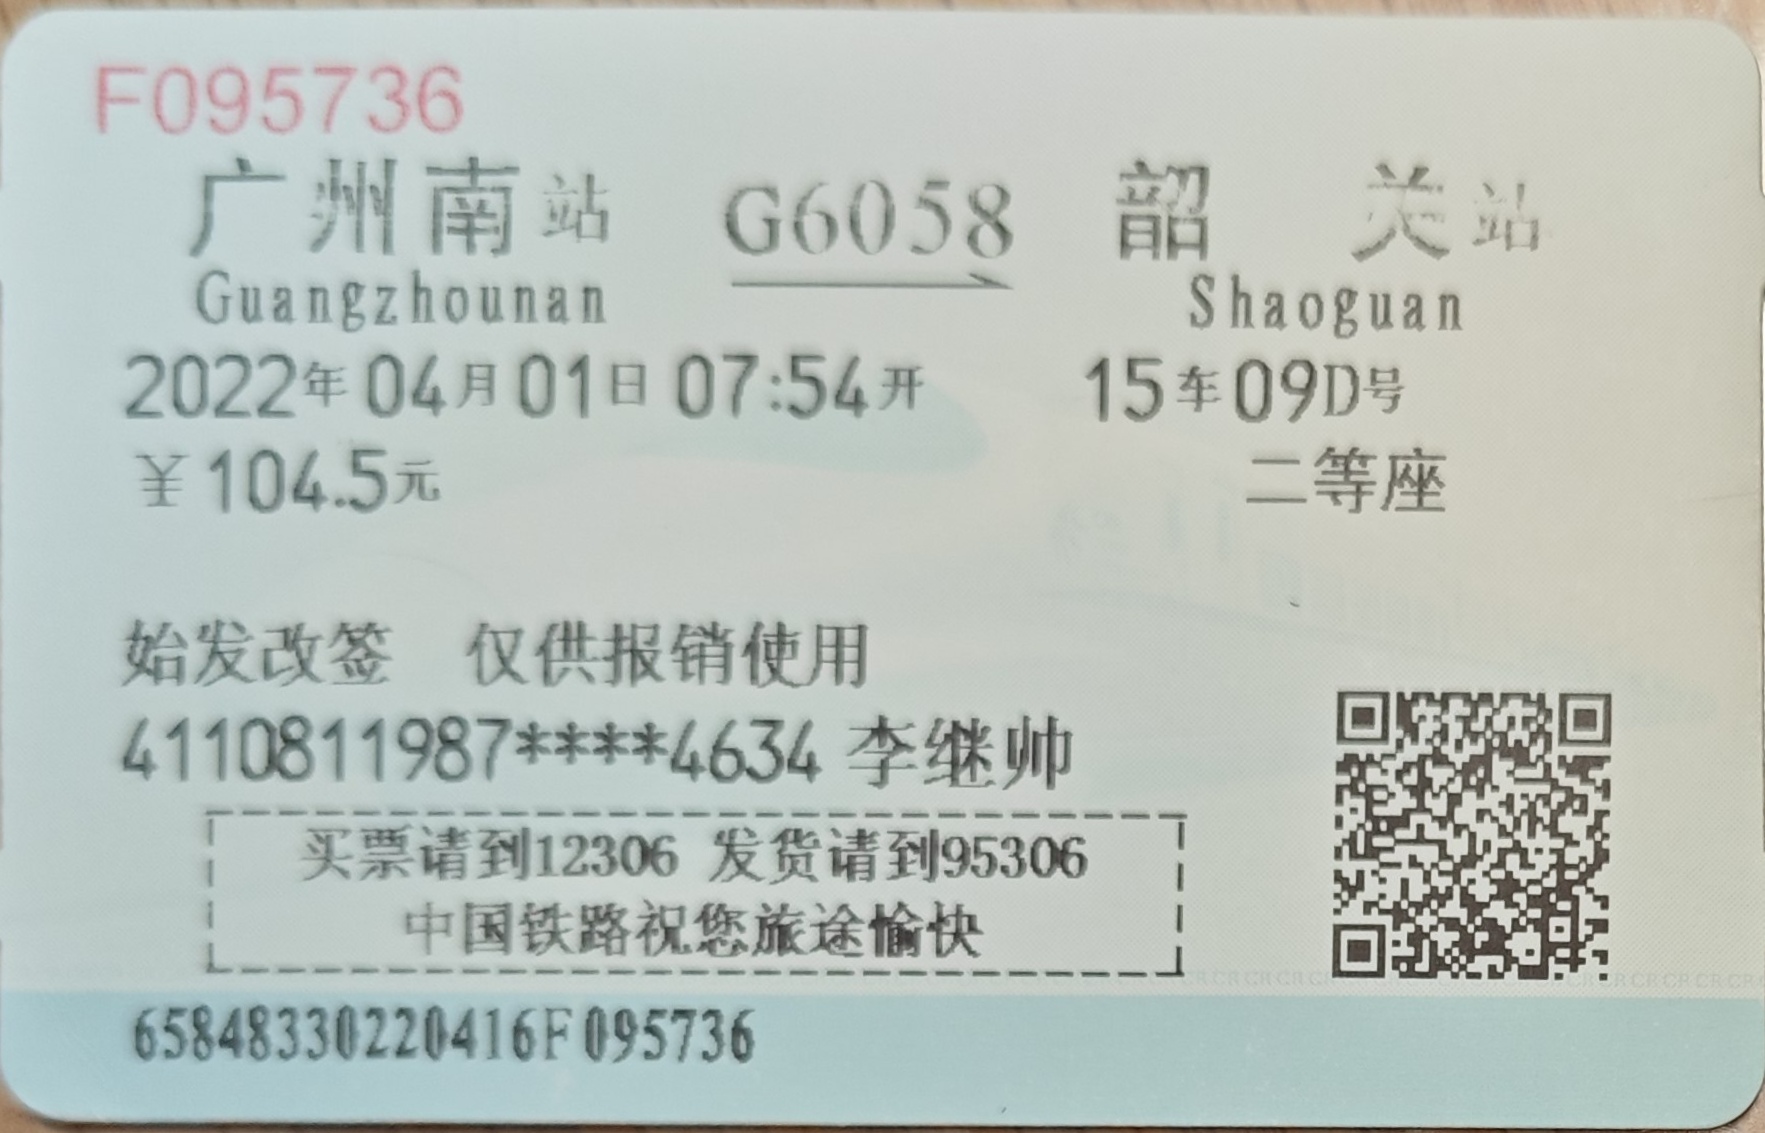 F095736
广州南站 G6058 韶关站
Guangzhounan Shaoguan
2022年04月01日07:54开 15车09D号
¥104.5元 二等座
始发改签 仅供报销使用
4110811987****4634 李继帅
买票请到12306 发货请到95306
中国铁路祝您旅途愉快
65848330220416F095736